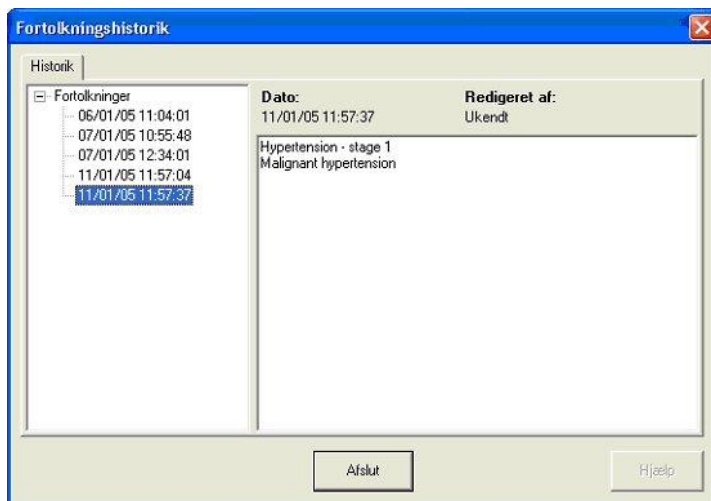 Fortolkningshistorik
Historik
Fortolkninger
06/01/05 11:04:01
07/01/05 10:55:48
07/01/05 12:34:01
11/01/05 11:57:04
11/01/05 11:57:37
Dato:
11/01/05 11:57:37
Redigeret af:
Ukendt
Hypertension - stage 1
Malignant hypertension
Afslut
Hjælp